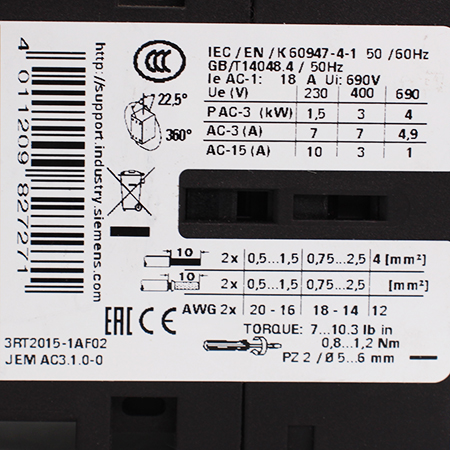 4 011209 827271
http://support.industry.siemens.com
CCC
IEC / EN / K 60947-4-1 50 /60Hz
GB/T14048.4 / 50Hz
Ie AC-1: 18 A Ui: 690V
Ue (V) 230 400 690
P AC-3 (kW) 1,5 3 4
AC-3 (A) 7 7 4,9
AC-15 (A) 10 3 1
22.5°
360°
10 2x 0,5...1,5 0,75...2,5 4 [mm²]
10 2x 0,5...1,5 0,75...2,5 [mm²]
AWG 2x 20 - 16 18 - 14 12
EAC CE
TORQUE: 7...10.3 lb in
0,8...1,2 Nm
PZ 2 / Ø 5...6 mm
3RT2015-1AF02
JEM AC3.1.0-0